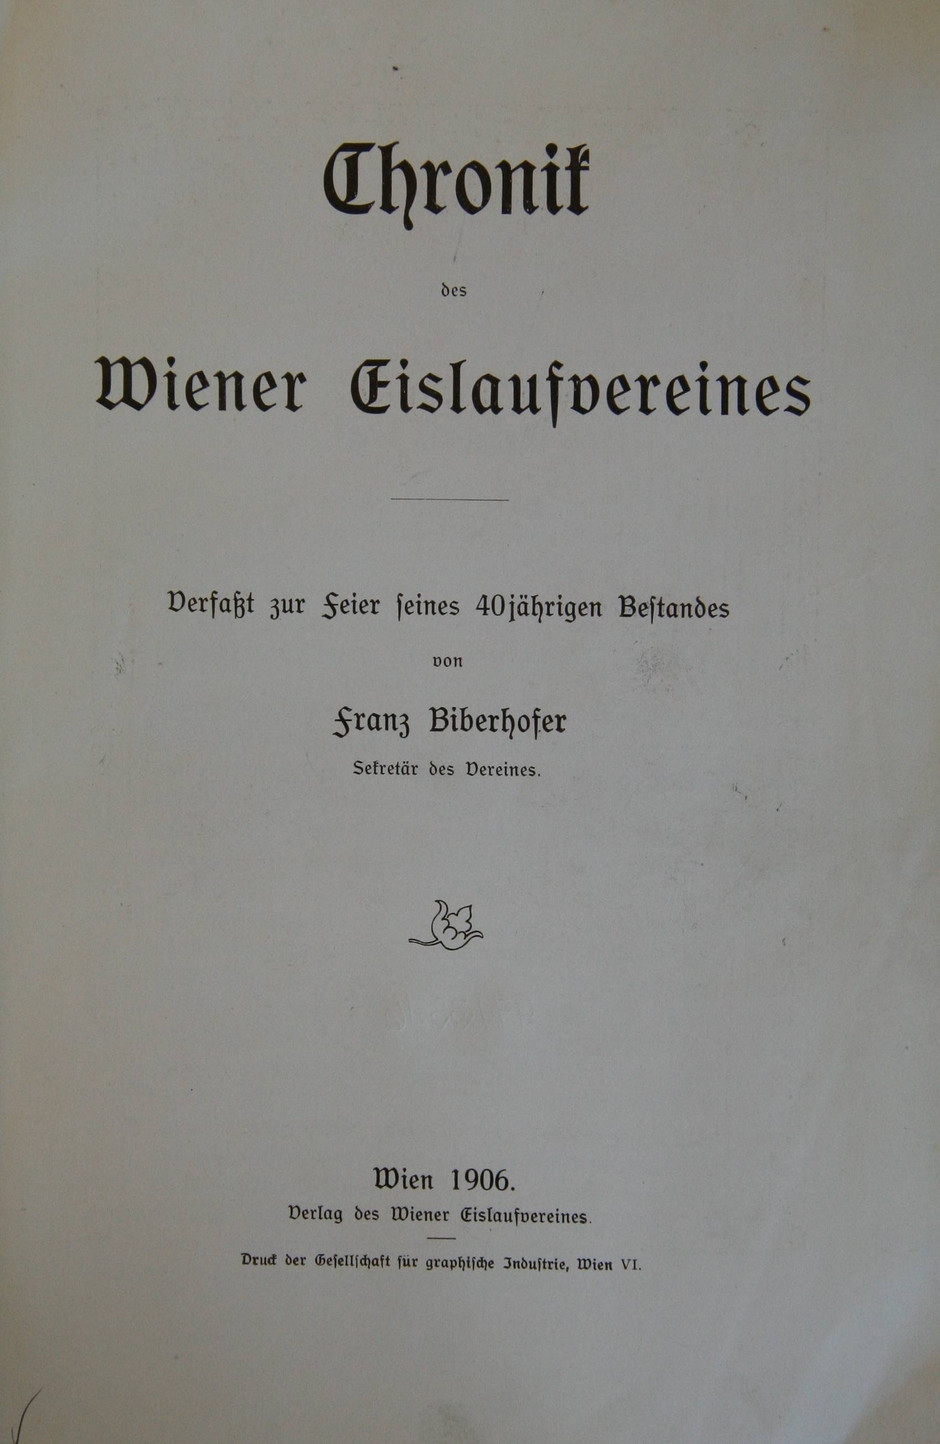 Chronik
des
Wiener Eislaufvereines
Verfaßt zur Feier seines 40jährigen Bestandes
von
Franz Biberhofer
Sekretär des Vereines.
Wien 1906.
Verlag des Wiener Eislaufvereines.
Druck der Gesellschaft für graphische Industrie, Wien VI.